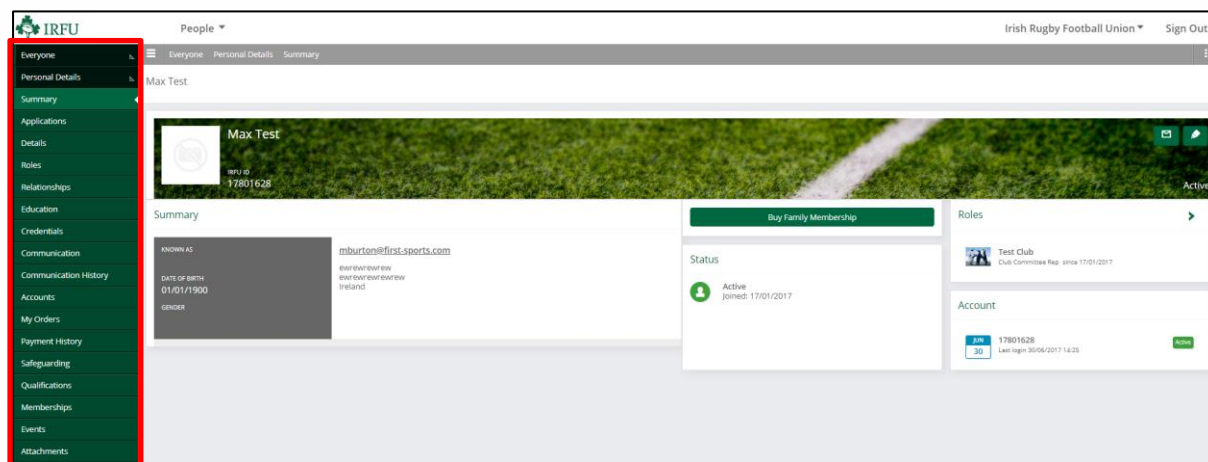 IRFU
People
Irish Rugby Football Union
Sign Out
Everyone
Personal Details
Summary
Applications
Details
Roles
Relationships
Education
Credentials
Communication
Communication History
Accounts
My Orders
Payment History
Safeguarding
Qualifications
Memberships
Events
Attachments
Everyone Personal Details Summary
Max Test
Max Test
IRFU ID
17801628
Active
Summary
KNOWN AS
DATE OF BIRTH
01/01/1900
GENDER
mburton@first-sports.com
ewrewrewrew
ewrewrewrewrew
Ireland
Buy Family Membership
Status
Active
Joined: 17/01/2017
Roles
Test Club
Club Committee Rep. since 17/01/2017
Account
JUN
30
17801628
Last login 30/06/2017 14:25
Active